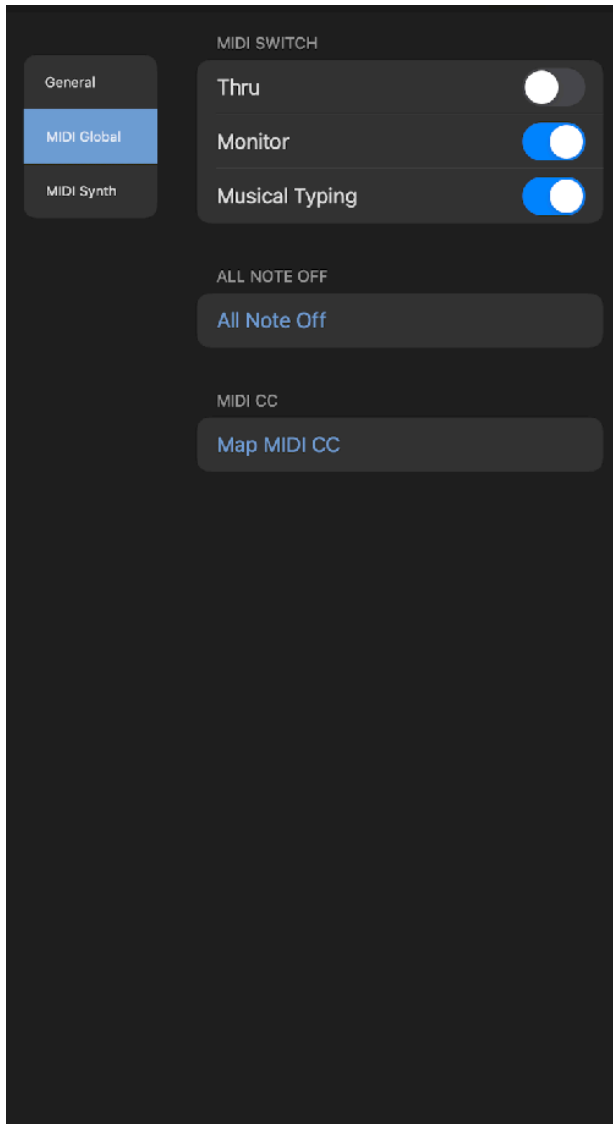 General
MIDI Global
MIDI Synth
MIDI SWITCH
Thru
Monitor
Musical Typing
ALL NOTE OFF
All Note Off
MIDI CC
Map MIDI CC